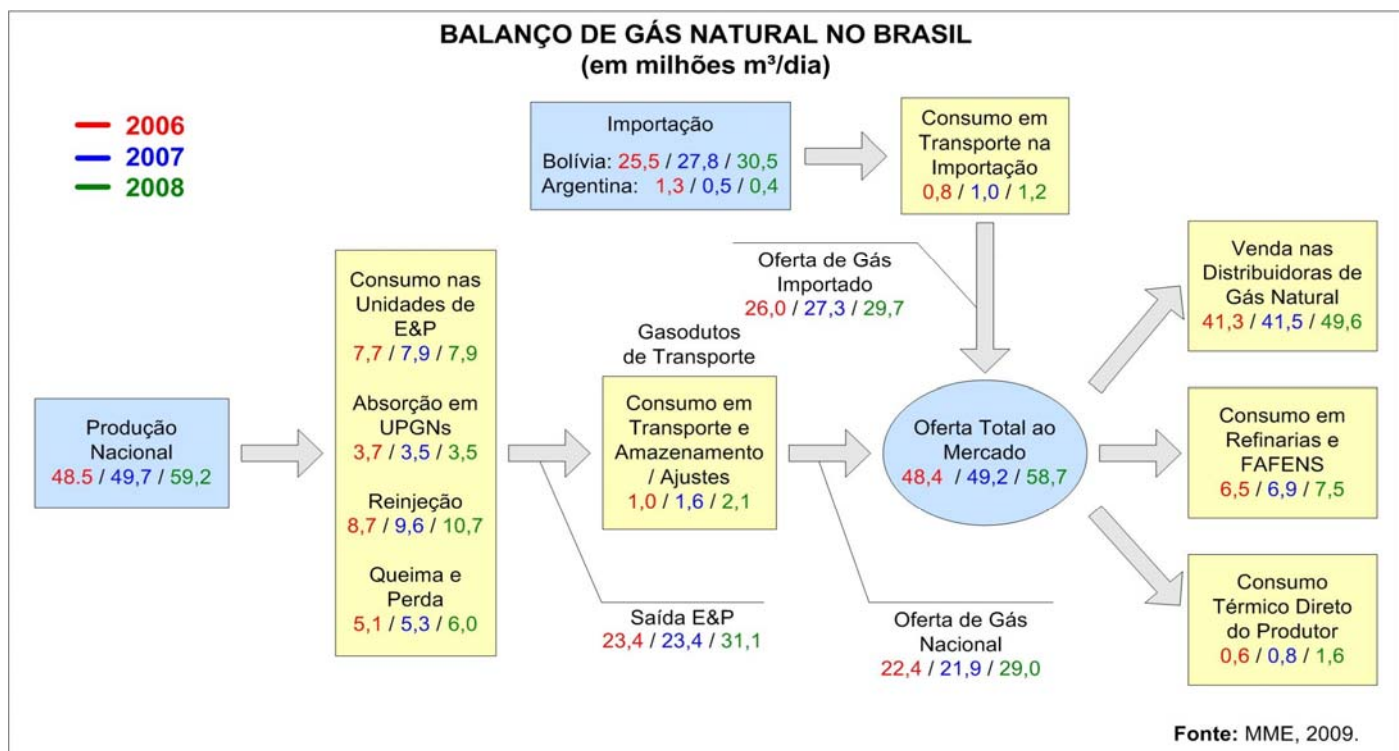 BALANÇO DE GÁS NATURAL NO BRASIL
(em milhões m³/dia)
2006
2007
2008
Importação
Bolívia: 25,5 / 27,8 / 30,5
Argentina: 1,3 / 0,5 / 0,4
Consumo em
Transporte na
Importação
0,8 / 1,0 / 1,2
Oferta de Gás
Importado
26,0 / 27,3 / 29,7
Produção
Nacional
48.5 / 49,7 / 59,2
Consumo nas
Unidades de
E&P
7,7 / 7,9 / 7,9
Absorção em
UPGNs
3,7 / 3,5 / 3,5
Reinjeção
8,7 / 9,6 / 10,7
Queima e
Perda
5,1 / 5,3 / 6,0
Saída E&P
23,4 / 23,4 / 31,1
Gasodutos
de Transporte
Consumo em
Transporte e
Amazenamento
/ Ajustes
1,0 / 1,6 / 2,1
Oferta de Gás
Nacional
22,4 / 21,9 / 29,0
Oferta Total ao
Mercado
48,4 / 49,2 / 58,7
Venda nas
Distribuidoras de
Gás Natural
41,3 / 41,5 / 49,6
Consumo em
Refinarias e
FAFENS
6,5 / 6,9 / 7,5
Consumo
Térmico Direto
do Produtor
0,6 / 0,8 / 1,6
Fonte: MME, 2009.